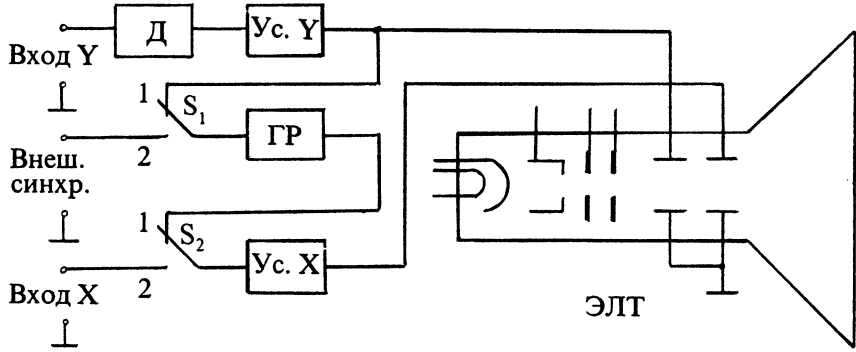 Д
Ус. Y
Вход Y
1
S₁
ГР
2
Внеш.
синхр.
1
S₂
Ус. X
2
Вход X
ЭЛТ